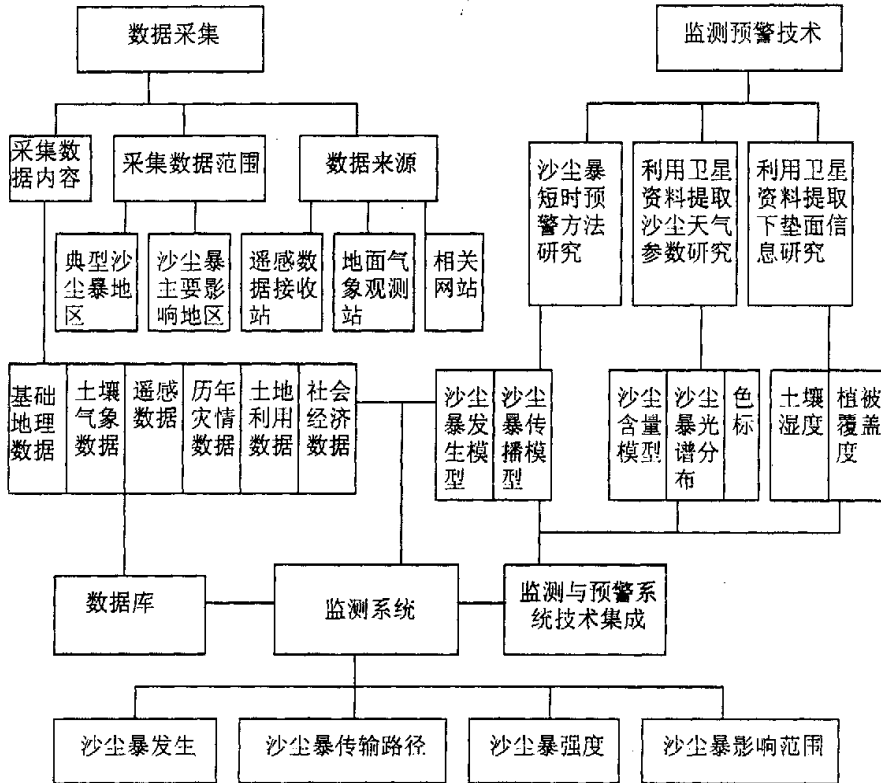 数据采集
监测预警技术
采集数
据内容
采集数据范围
数据来源
沙尘暴
短时预
警方法
研究
利用卫星
资料提取
沙尘天气
参数研究
利用卫星
资料提取
下垫面信
息研究
典型沙
尘暴地
区
沙尘暴
主要影
响地区
遥感数
据接收
站
地面气
象观测
站
相关
网站
基础
地理
数据
土壤
气象
数据
遥感
数据
历年
灾情
数据
土地
利用
数据
社会
经济
数据
沙尘
暴发
生模
型
沙尘
暴传
播模
型
沙尘
含量
模型
沙尘
暴光
谱分
布
色
标
土壤
湿度
植被
覆盖
度
数据库
监测系统
监测与预警系
统技术集成
沙尘暴发生
沙尘暴传输路径
沙尘暴强度
沙尘暴影响范围